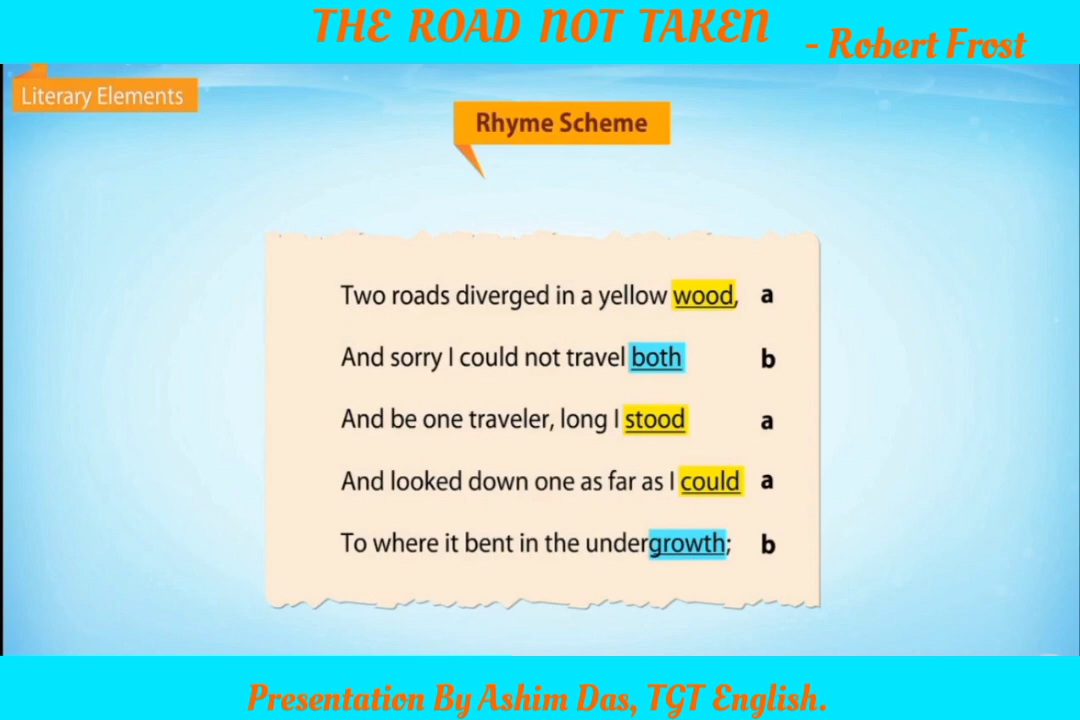 THE ROAD NOT TAKEN
- Robert Frost
Literary Elements
Rhyme Scheme
Two roads diverged in a yellow wood, a
And sorry I could not travel both b
And be one traveler, long I stood a
And looked down one as far as I could a
To where it bent in the undergrowth; b
Presentation By Ashim Das, TGT English.